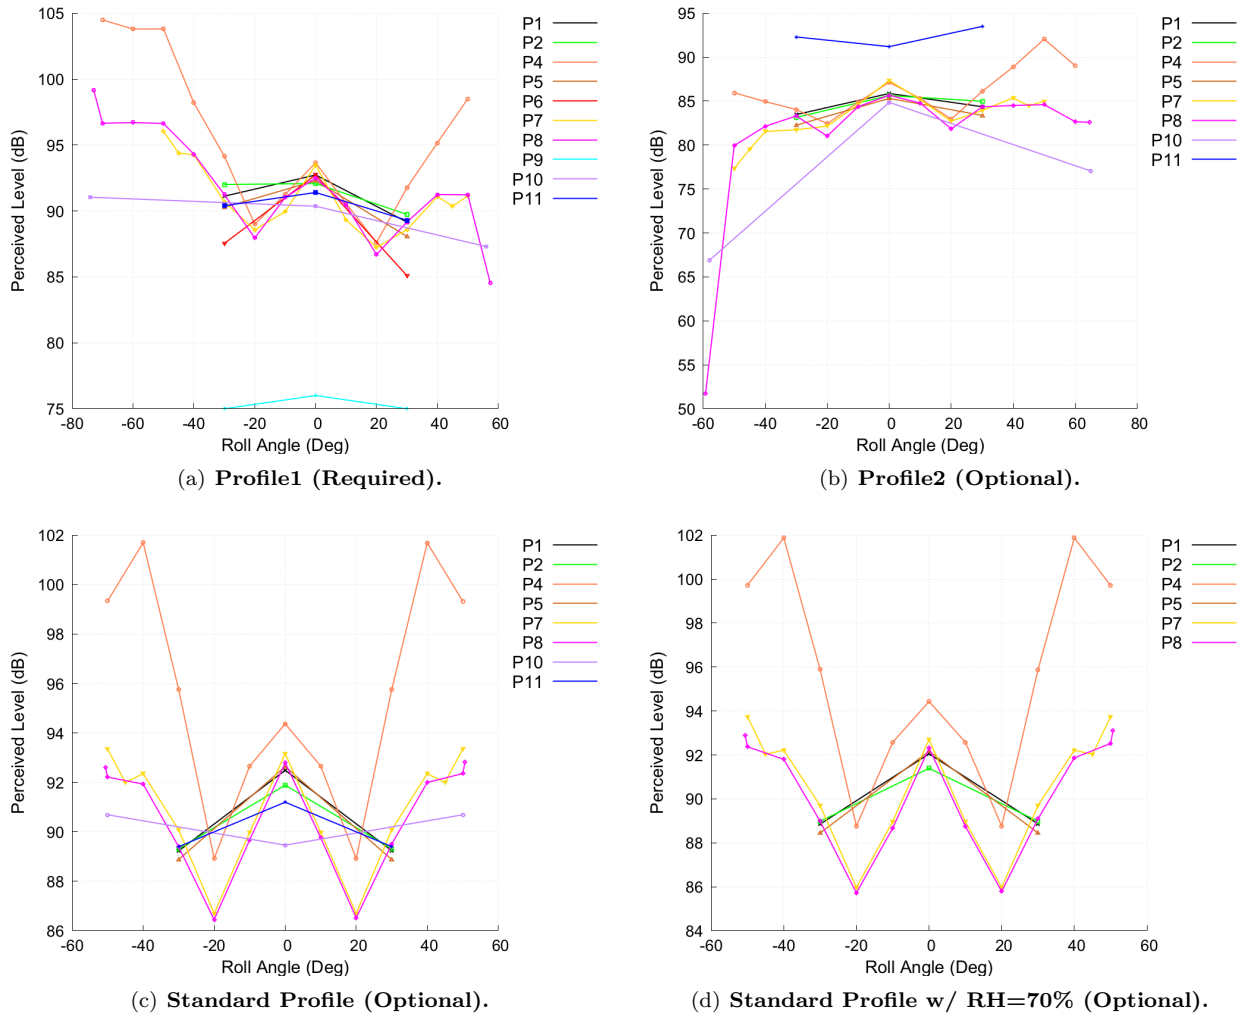 105
100
95
90
85
80
75
-80 -60 -40 -20 0 20 40 60
Perceived Level (dB)
Roll Angle (Deg)
P1
P2
P4
P5
P6
P7
P8
P9
P10
P11
(a) Profile1 (Required).
95
90
85
80
75
70
65
60
55
50
-60 -40 -20 0 20 40 60 80
Perceived Level (dB)
Roll Angle (Deg)
P1
P2
P4
P5
P7
P8
P10
P11
(b) Profile2 (Optional).
102
100
98
96
94
92
90
88
86
-60 -40 -20 0 20 40 60
Perceived Level (dB)
Roll Angle (Deg)
P1
P2
P4
P5
P7
P8
P10
P11
(c) Standard Profile (Optional).
102
100
98
96
94
92
90
88
86
84
-60 -40 -20 0 20 40 60
Perceived Level (dB)
Roll Angle (Deg)
P1
P2
P4
P5
P7
P8
(d) Standard Profile w/ RH=70% (Optional).